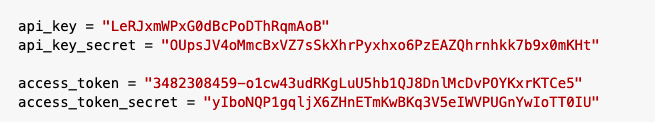 api_key = "LeRJxmWPxG0dBcPoDThRqmAoB"
api_key_secret = "OUpsJV4oMmcBxVZ7sSkXhrPyxhxo6PzEAZQhrnhkk7b9x0mKHt"
access_token = "3482308459-o1cw43udRKgLuU5hb1QJ8DnlMcDvPOYKxrKTCe5"
access_token_secret = "yIboNQP1gqljX6ZHnETmKwBKq3V5eIWVPUGnYwIoTT0IU"